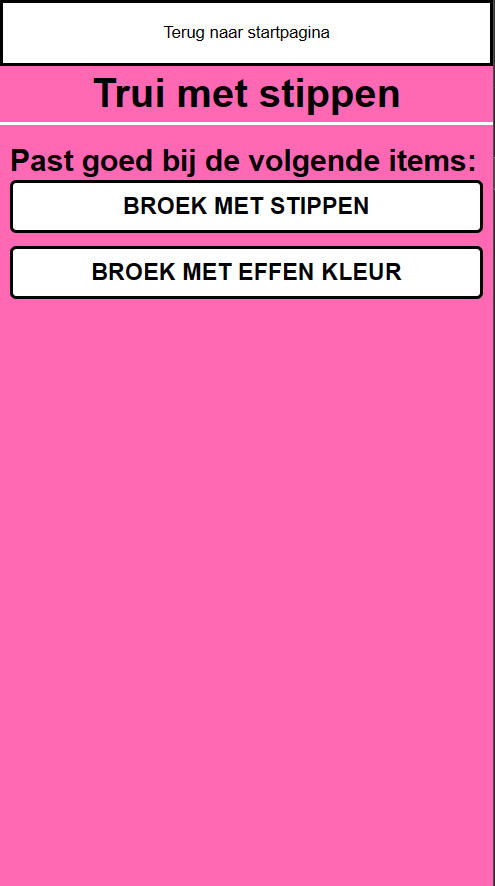 Terug naar startpagina
Trui met stippen
Past goed bij de volgende items:
BROEK MET STIPPEN
BROEK MET EFFEN KLEUR